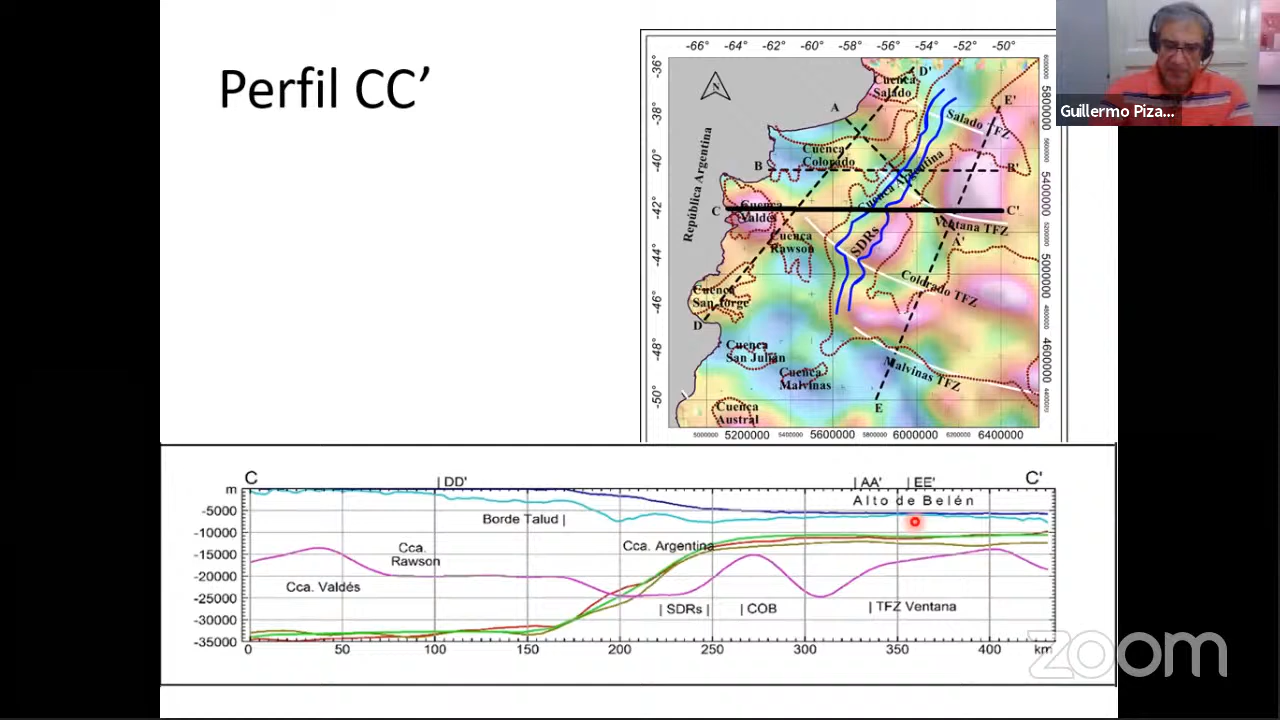 Perfil CC’
Guillermo Piza...
-66° -64° -62° -60° -58° -56° -54° -52° -50°
-36°
-38°
-40°
-42°
-44°
-46°
-48°
-50°
N
Cuenca
Salado
D'
A
E'
Salado TFZ
Cuenca
Colorado
B
B'
Cuenca Argentina
República Argentina
C
Cuenca
Valdés
C'
Ventana TFZ
A'
Cuenca
Rawson
SDRs
Colorado TFZ
Cuenca
San Jorge
D
Cuenca
San Julián
Cuenca
Malvinas
Malvinas TFZ
E
Cuenca
Austral
5800000
5400000
5000000
4600000
5200000 5600000 6000000 6400000
C
|DD'
|AA'
|EE'
C'
m
Alto de Belén
-5000
Borde Talud |
-10000
Cca. Argentina
-15000
Cca.
Rawson
-20000
Cca. Valdés
-25000
| SDRs |
| COB
| TFZ Ventana
-30000
-35000
0 50 100 150 200 250 300 350 400 km
zoom